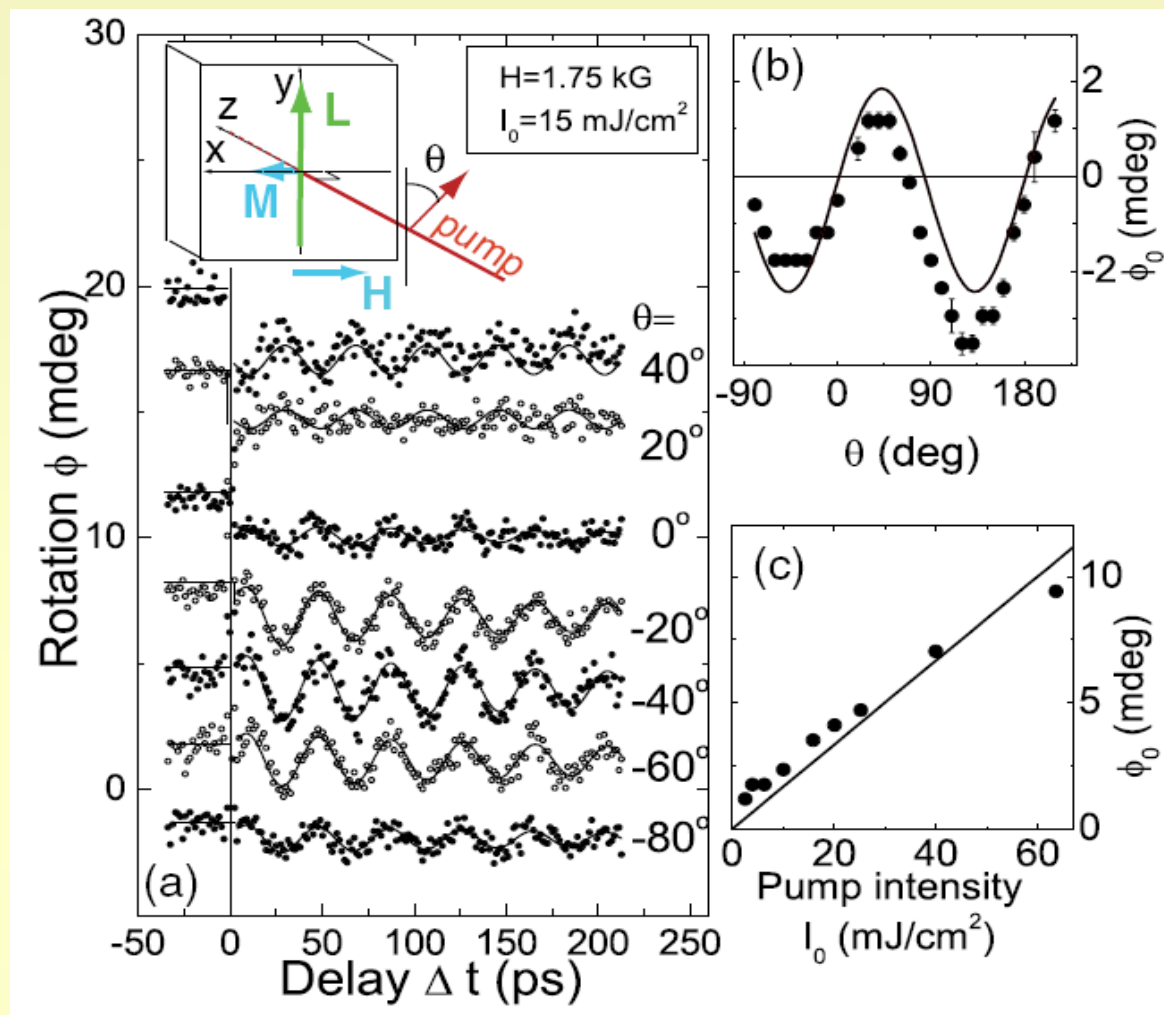 30
20
10
0
Rotation ϕ (mdeg)
-50 0 50 100 150 200 250
Delay Δ t (ps)
(a)
y
L
z
x
M
θ
pump
H
H=1.75 kG
I₀=15 mJ/cm²
θ=
40°
20°
0°
-20°
-40°
-60°
-80°
(b)
2
0
-2
ϕ₀ (mdeg)
-90 0 90 180
θ (deg)
(c)
10
5
0
ϕ₀ (mdeg)
0 20 40 60
Pump intensity
I₀ (mJ/cm²)